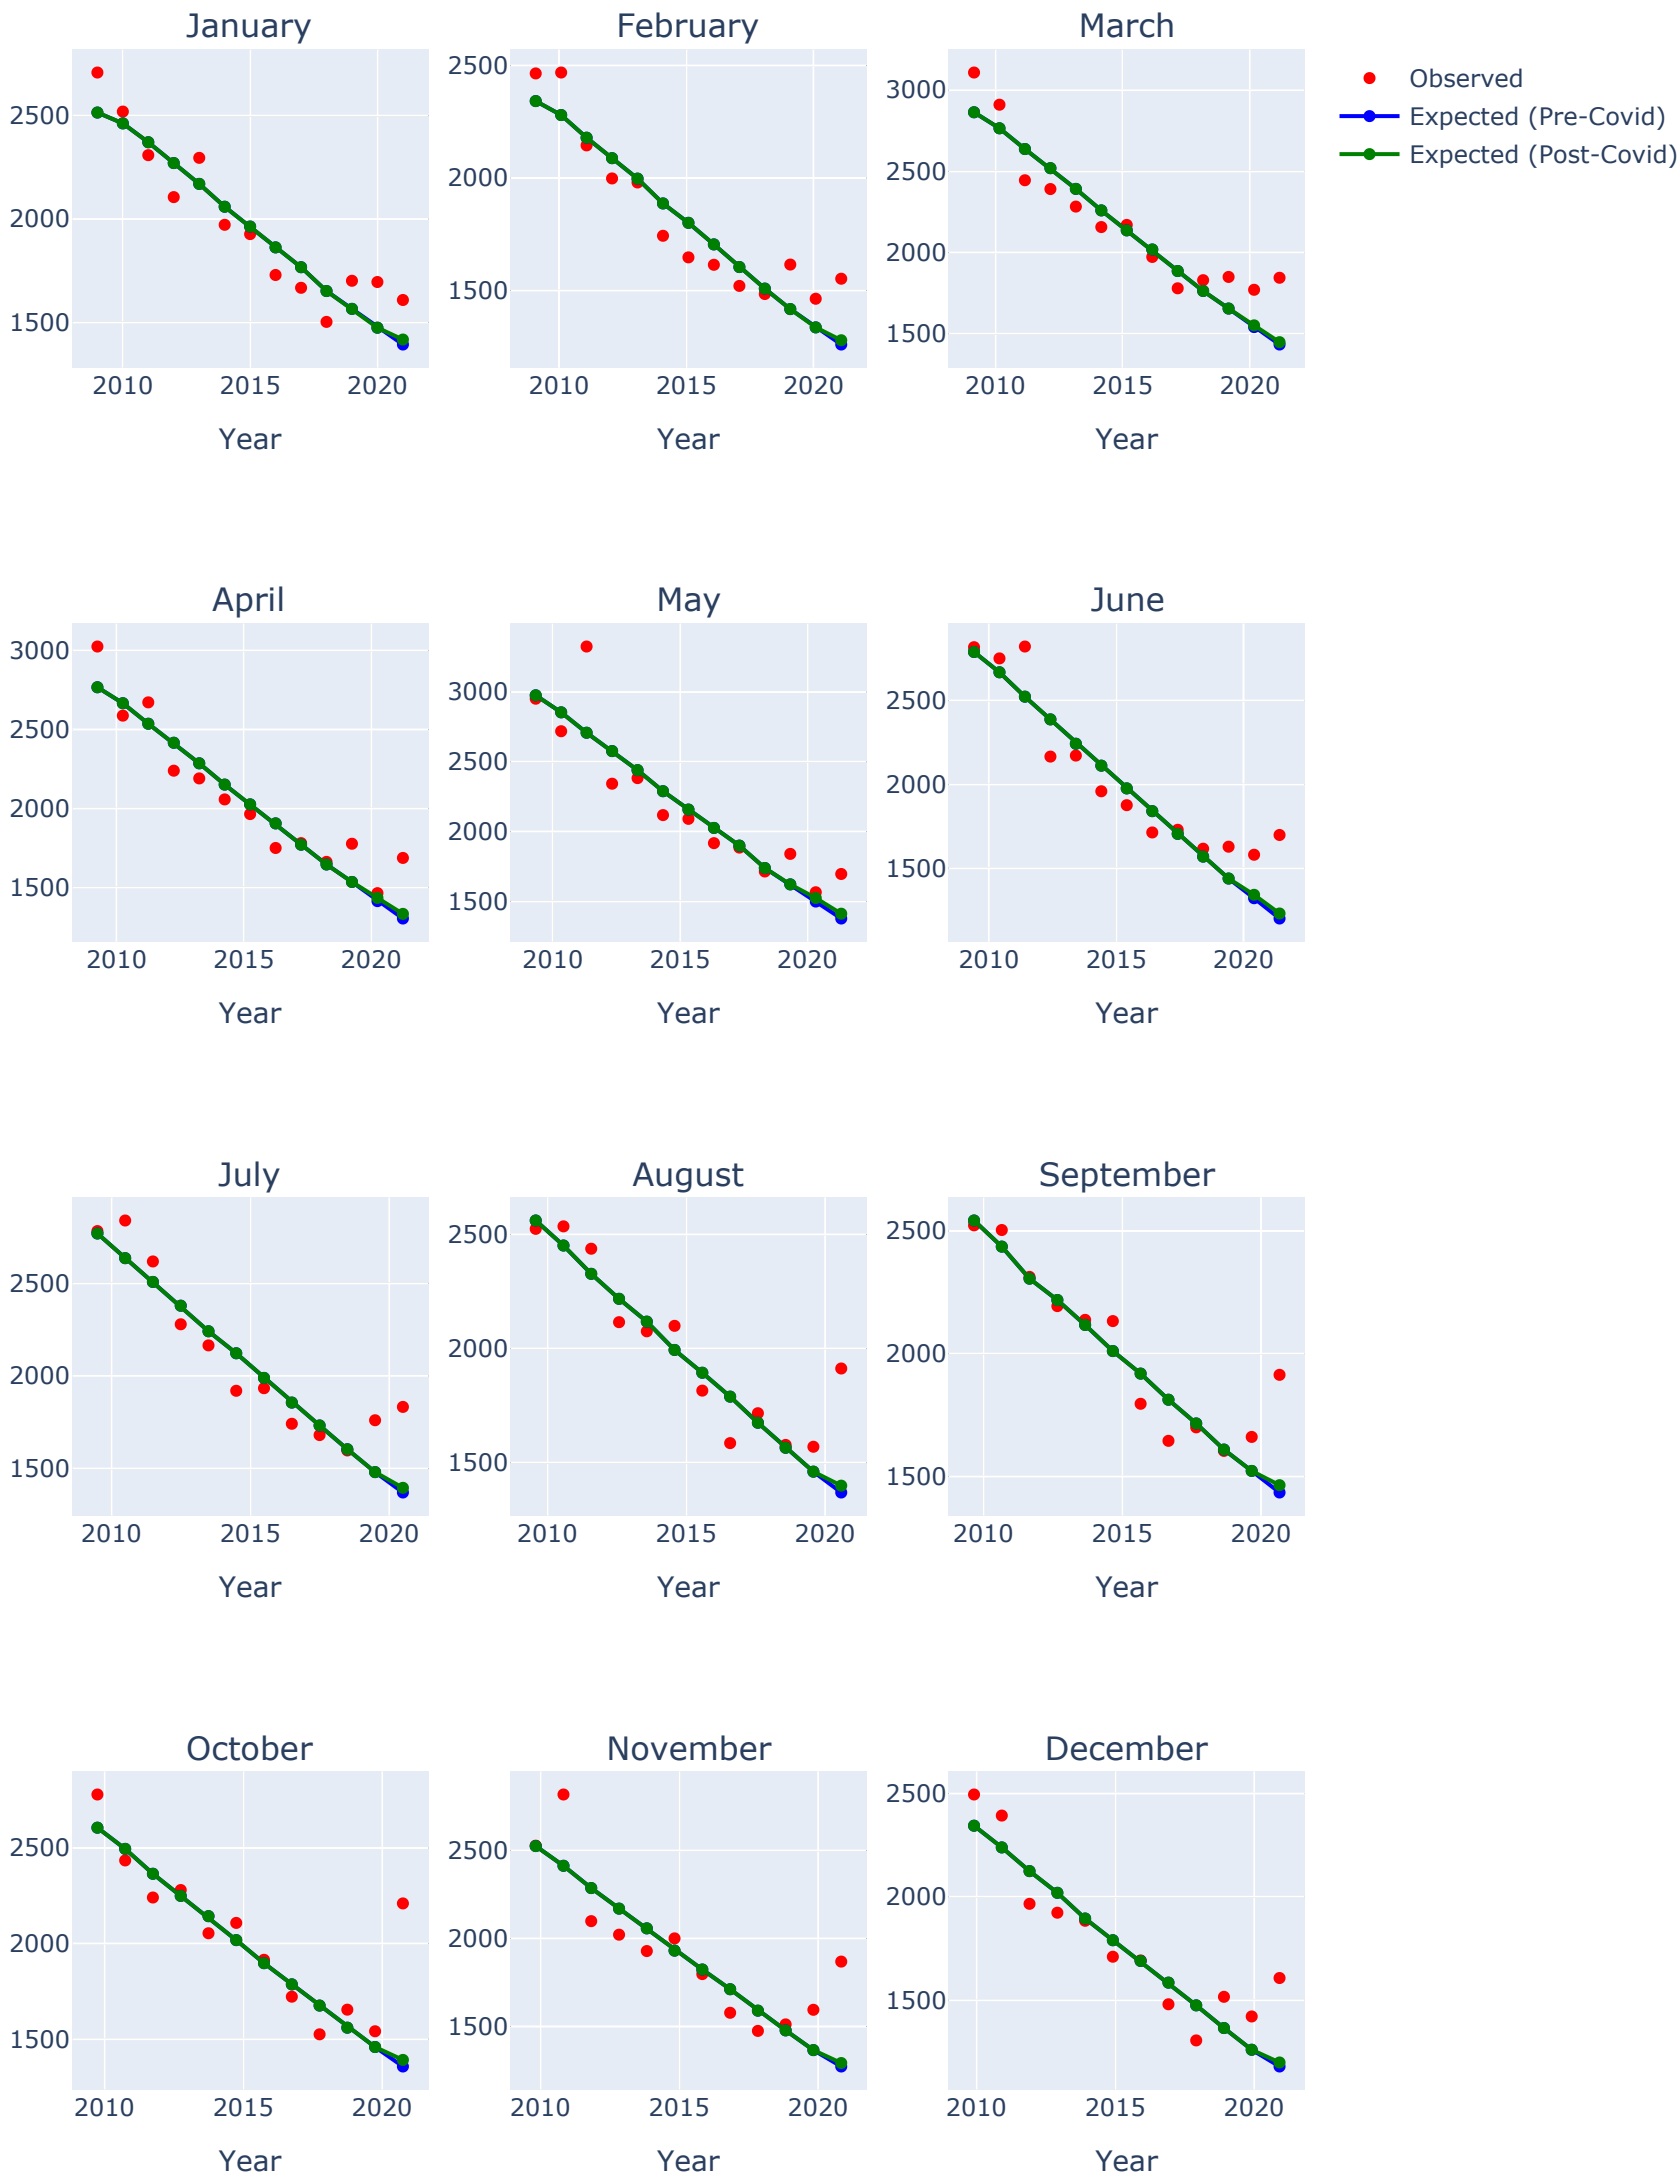 January
February
March
Observed
Expected (Pre-Covid)
Expected (Post-Covid)
2500
2000
1500
2010
2015
2020
Year
2500
2000
1500
2010
2015
2020
Year
3000
2500
2000
1500
2010
2015
2020
Year
April
May
June
3000
2500
2000
1500
2010
2015
2020
Year
3000
2500
2000
1500
2010
2015
2020
Year
2500
2000
1500
2010
2015
2020
Year
July
August
September
2500
2000
1500
2010
2015
2020
Year
2500
2000
1500
2010
2015
2020
Year
2500
2000
1500
2010
2015
2020
Year
October
November
December
2500
2000
1500
2010
2015
2020
Year
2500
2000
1500
2010
2015
2020
Year
2500
2000
1500
2010
2015
2020
Year